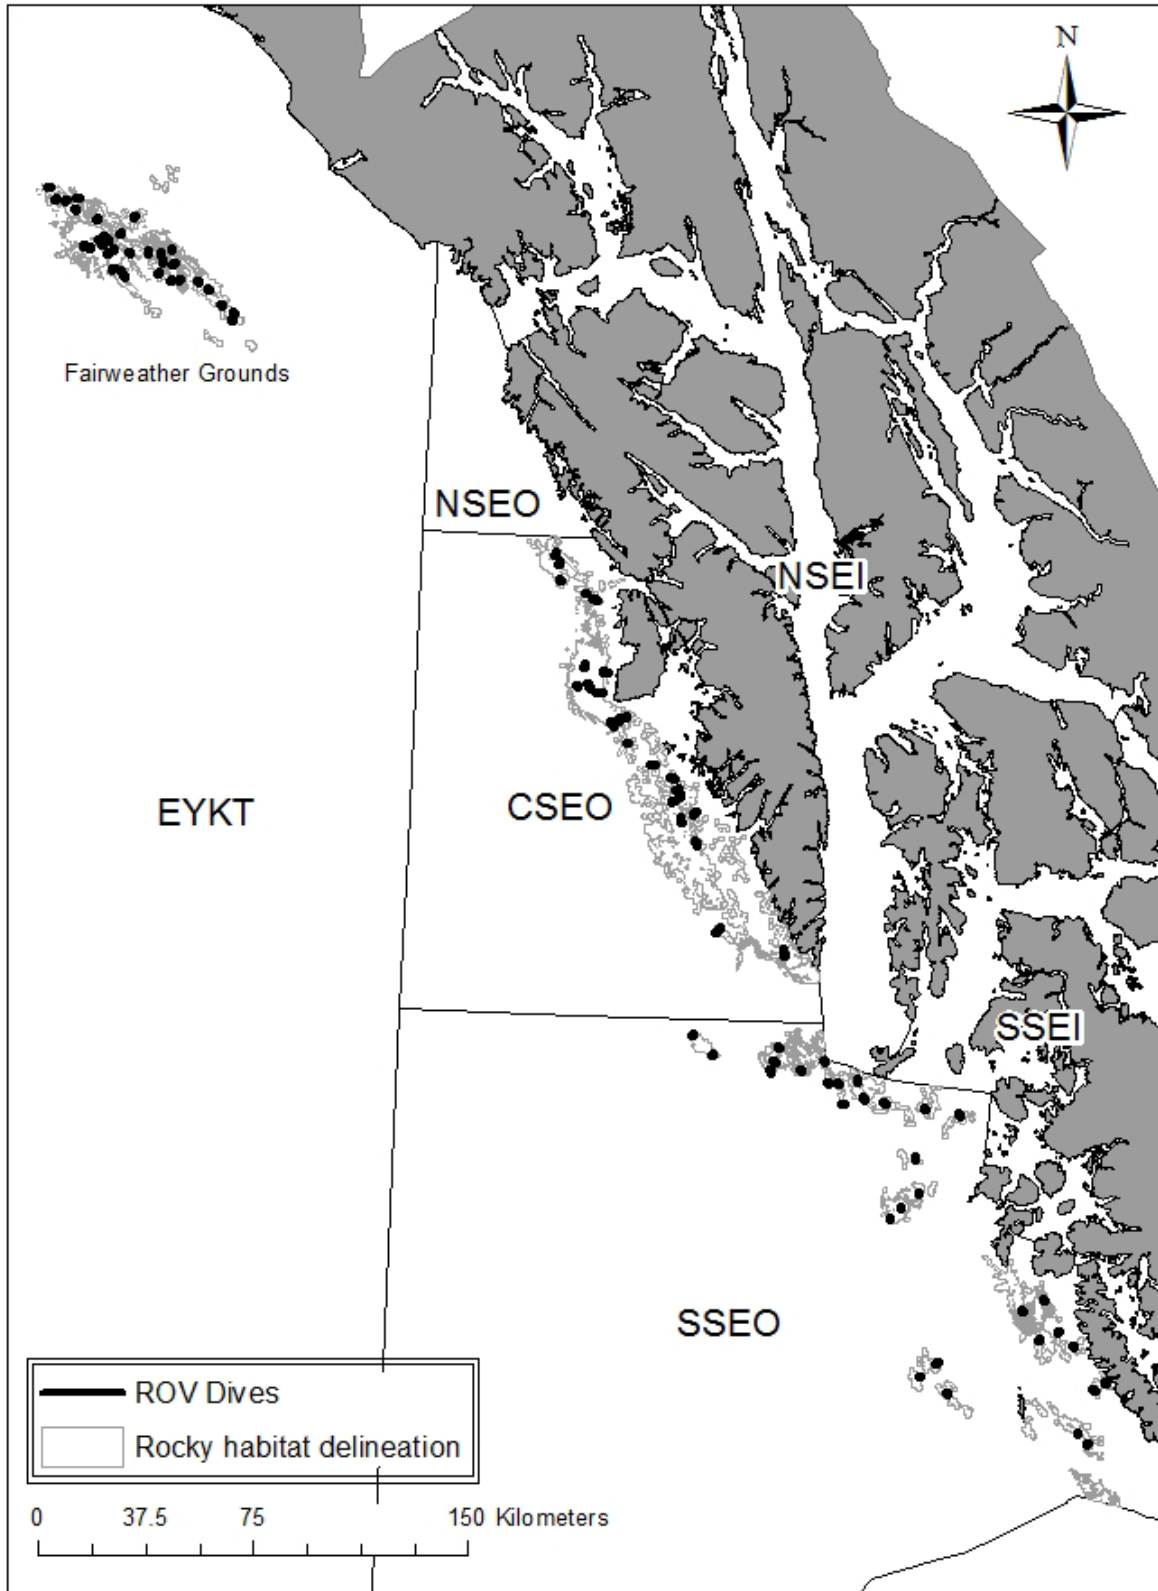 N
Fairweather Grounds
NSEO
NSEI
EYKT
CSEO
SSEI
SSEO
ROV Dives
Rocky habitat delineation
0 37.5 75 150 Kilometers